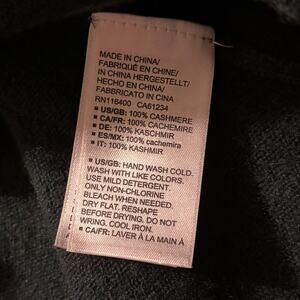 MADE IN CHINA/
FABRIQUÉ EN CHINE/
IN CHINA HERGESTELLT/
HECHO EN CHINA/
FABBRICATO IN CINA
RN116400 CA61234
▪ US/GB: 100% CASHMERE
▪ CA/FR: 100% CACHEMIRE
▪ DE: 100% KASCHMIR
▪ ES/MX: 100% cachemira
▪ IT: 100% KASHMIR
▪ US/GB: HAND WASH COLD.
WASH WITH LIKE COLORS.
USE MILD DETERGENT.
ONLY NON-CHLORINE
BLEACH WHEN NEEDED.
DRY FLAT. RESHAPE
BEFORE DRYING. DO NOT
WRING. COOL IRON.
▪ CA/FR: LAVER À LA MAIN À